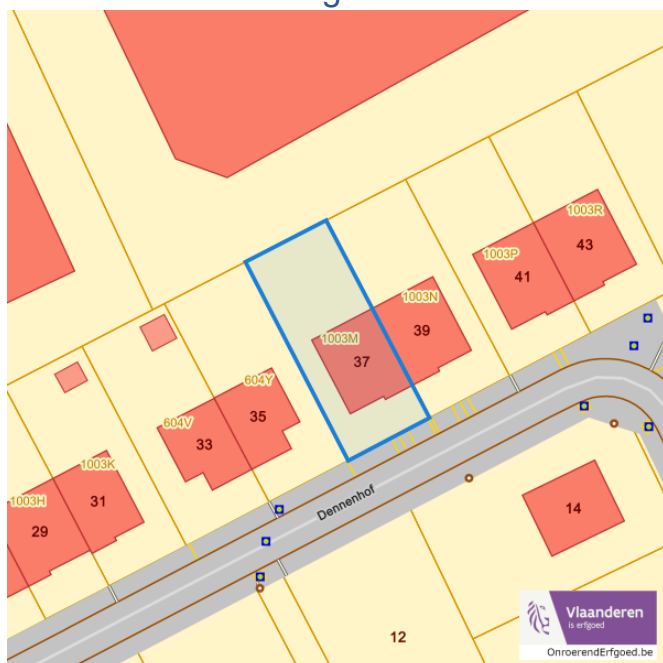 1003R
43
1003P
41
1003N
39
1003M
37
604Y
35
604V
33
1003K
31
1003H
29
Dennenhof
14
12
Vlaanderen
is erfgoed
OnroerendErfgoed.be